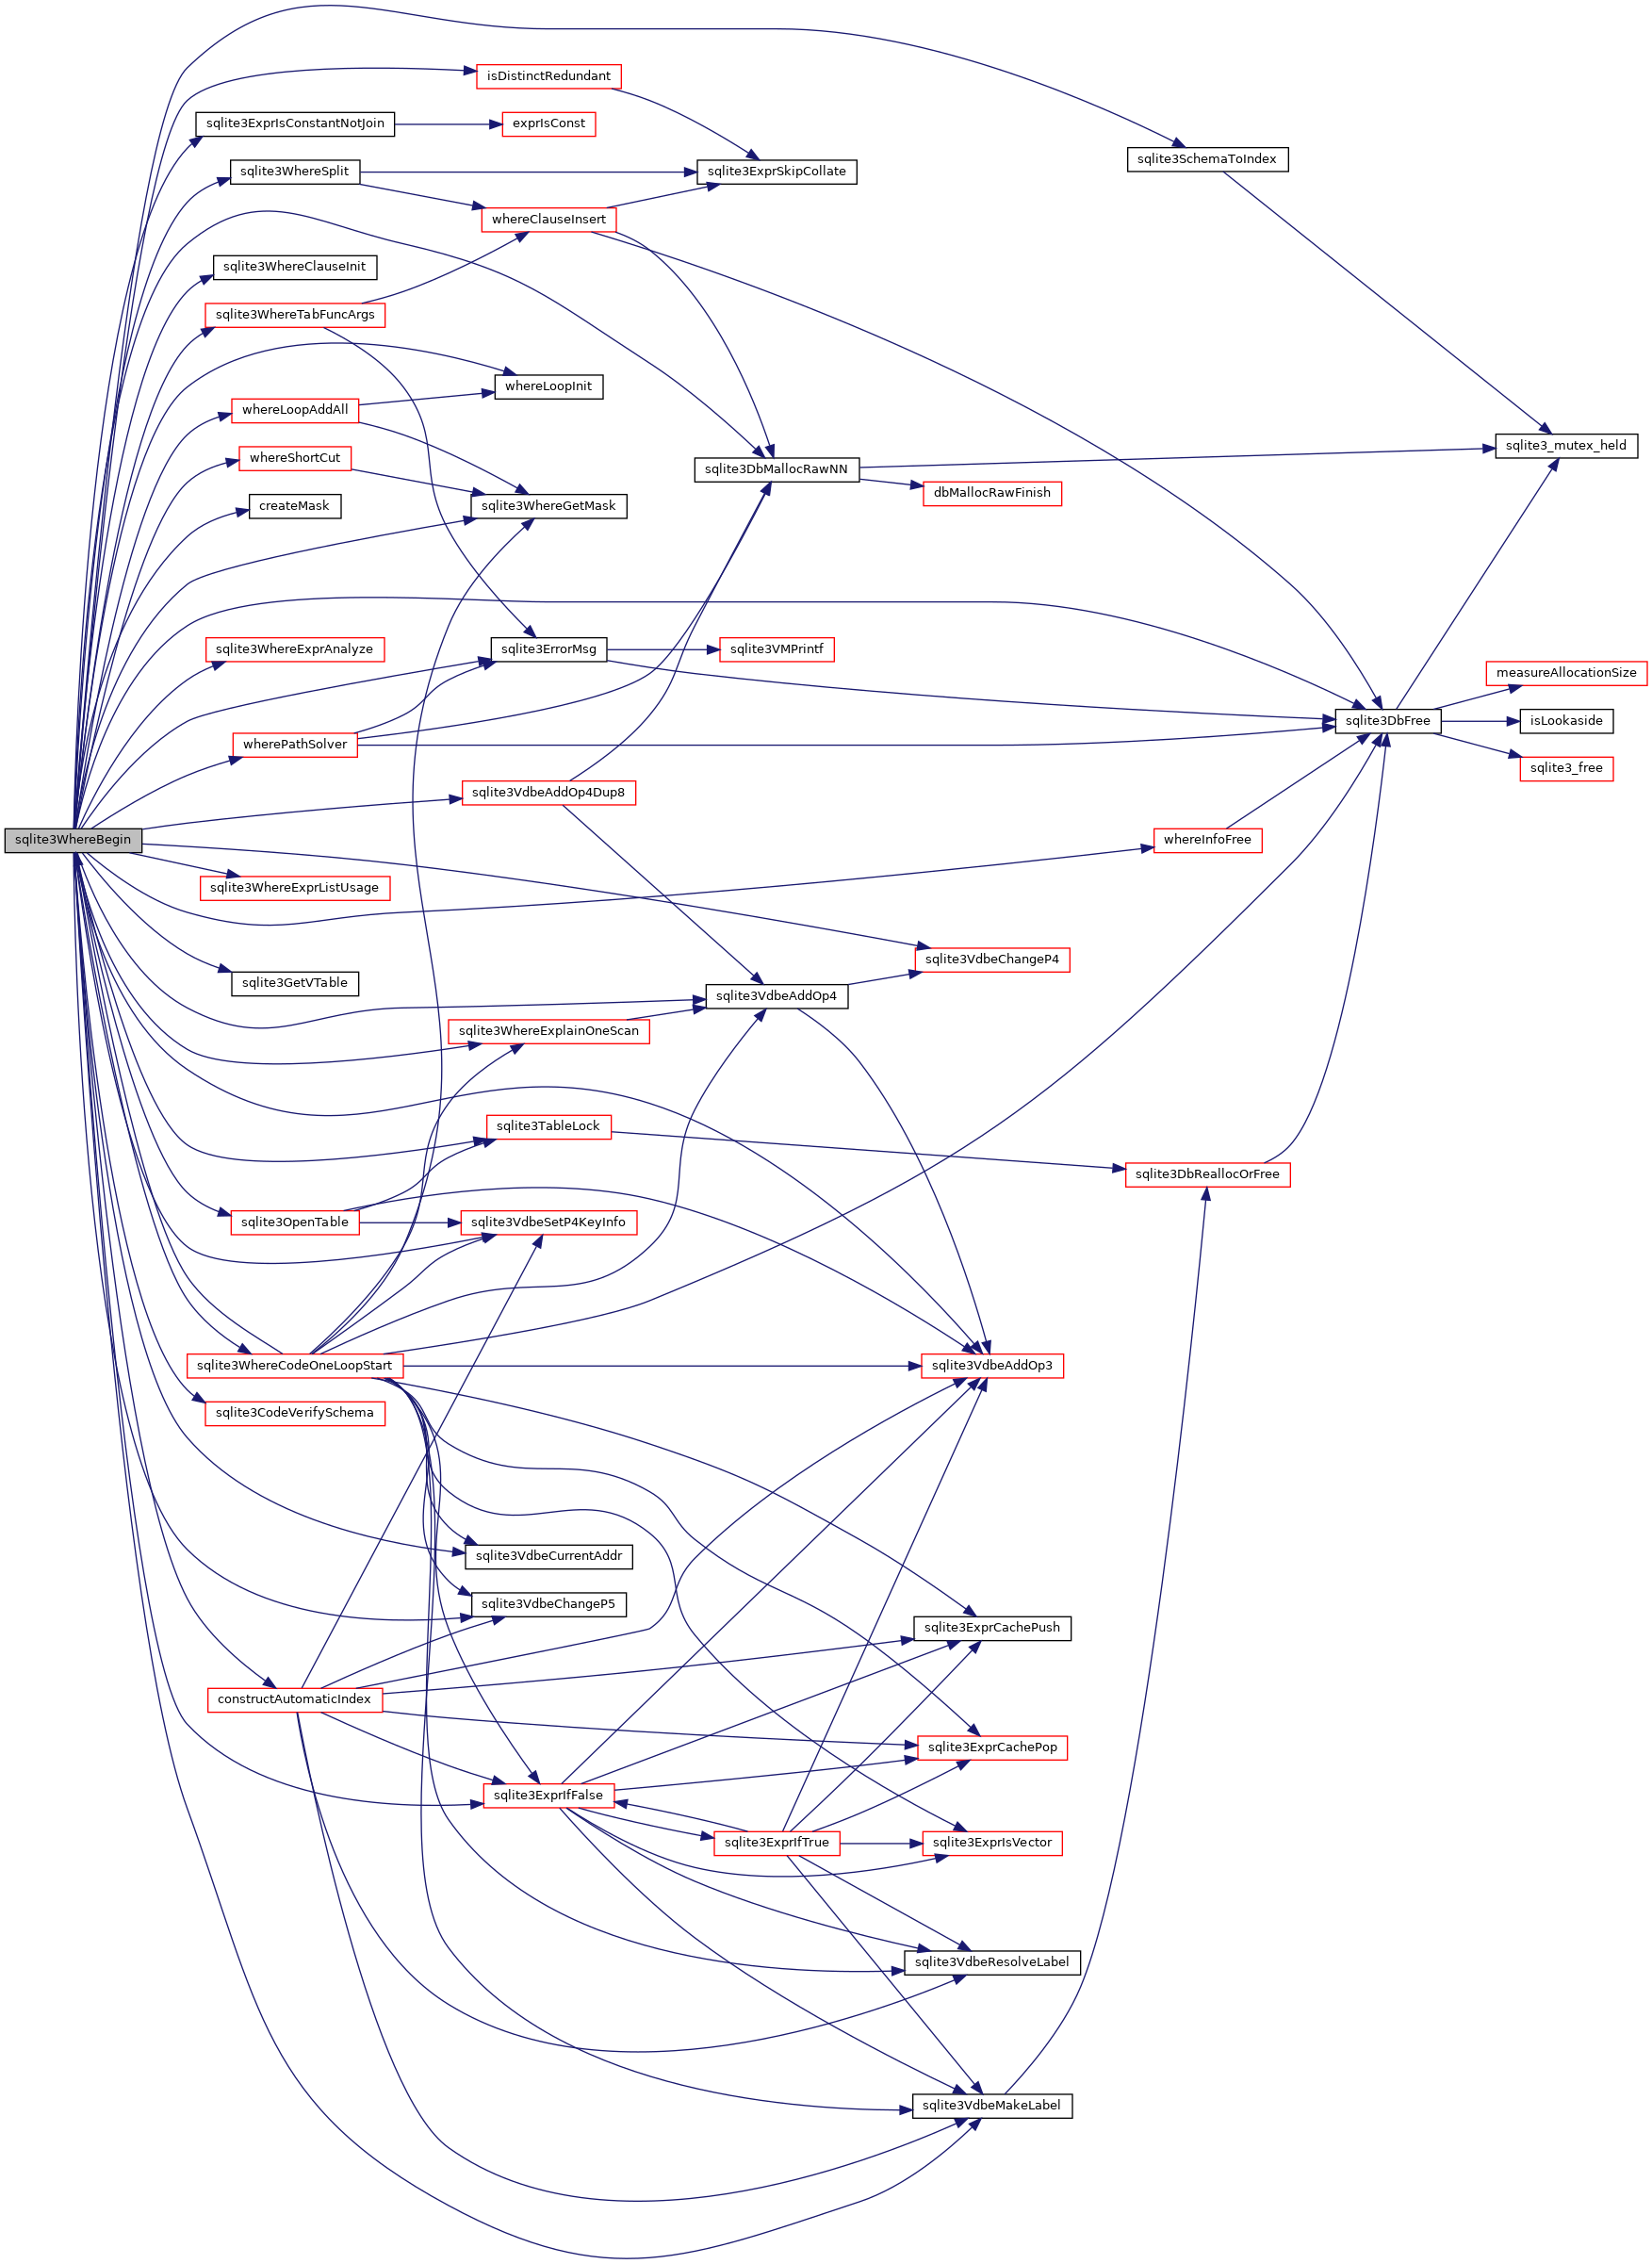 isDistinctRedundant
sqlite3ExprIsConstantNotJoin
exprIsConst
sqlite3SchemaToIndex
sqlite3WhereSplit
sqlite3ExprSkipCollate
whereClauseInsert
sqlite3WhereClauseInit
sqlite3WhereTabFuncArgs
whereLoopInit
whereLoopAddAll
sqlite3_mutex_held
whereShortCut
sqlite3DbMallocRawNN
dbMallocRawFinish
createMask
sqlite3WhereGetMask
sqlite3WhereExprAnalyze
sqlite3ErrorMsg
sqlite3VMPrintf
measureAllocationSize
sqlite3DbFree
isLookaside
wherePathSolver
sqlite3_free
sqlite3VdbeAddOp4Dup8
sqlite3WhereBegin
whereInfoFree
sqlite3WhereExprListUsage
sqlite3VdbeChangeP4
sqlite3GetVTable
sqlite3VdbeAddOp4
sqlite3WhereExplainOneScan
sqlite3TableLock
sqlite3DbReallocOrFree
sqlite3OpenTable
sqlite3VdbeSetP4KeyInfo
sqlite3WhereCodeOneLoopStart
sqlite3VdbeAddOp3
sqlite3CodeVerifySchema
sqlite3VdbeCurrentAddr
sqlite3VdbeChangeP5
sqlite3ExprCachePush
constructAutomaticIndex
sqlite3ExprCachePop
sqlite3ExprIfFalse
sqlite3ExprIfTrue
sqlite3ExprIsVector
sqlite3VdbeResolveLabel
sqlite3VdbeMakeLabel